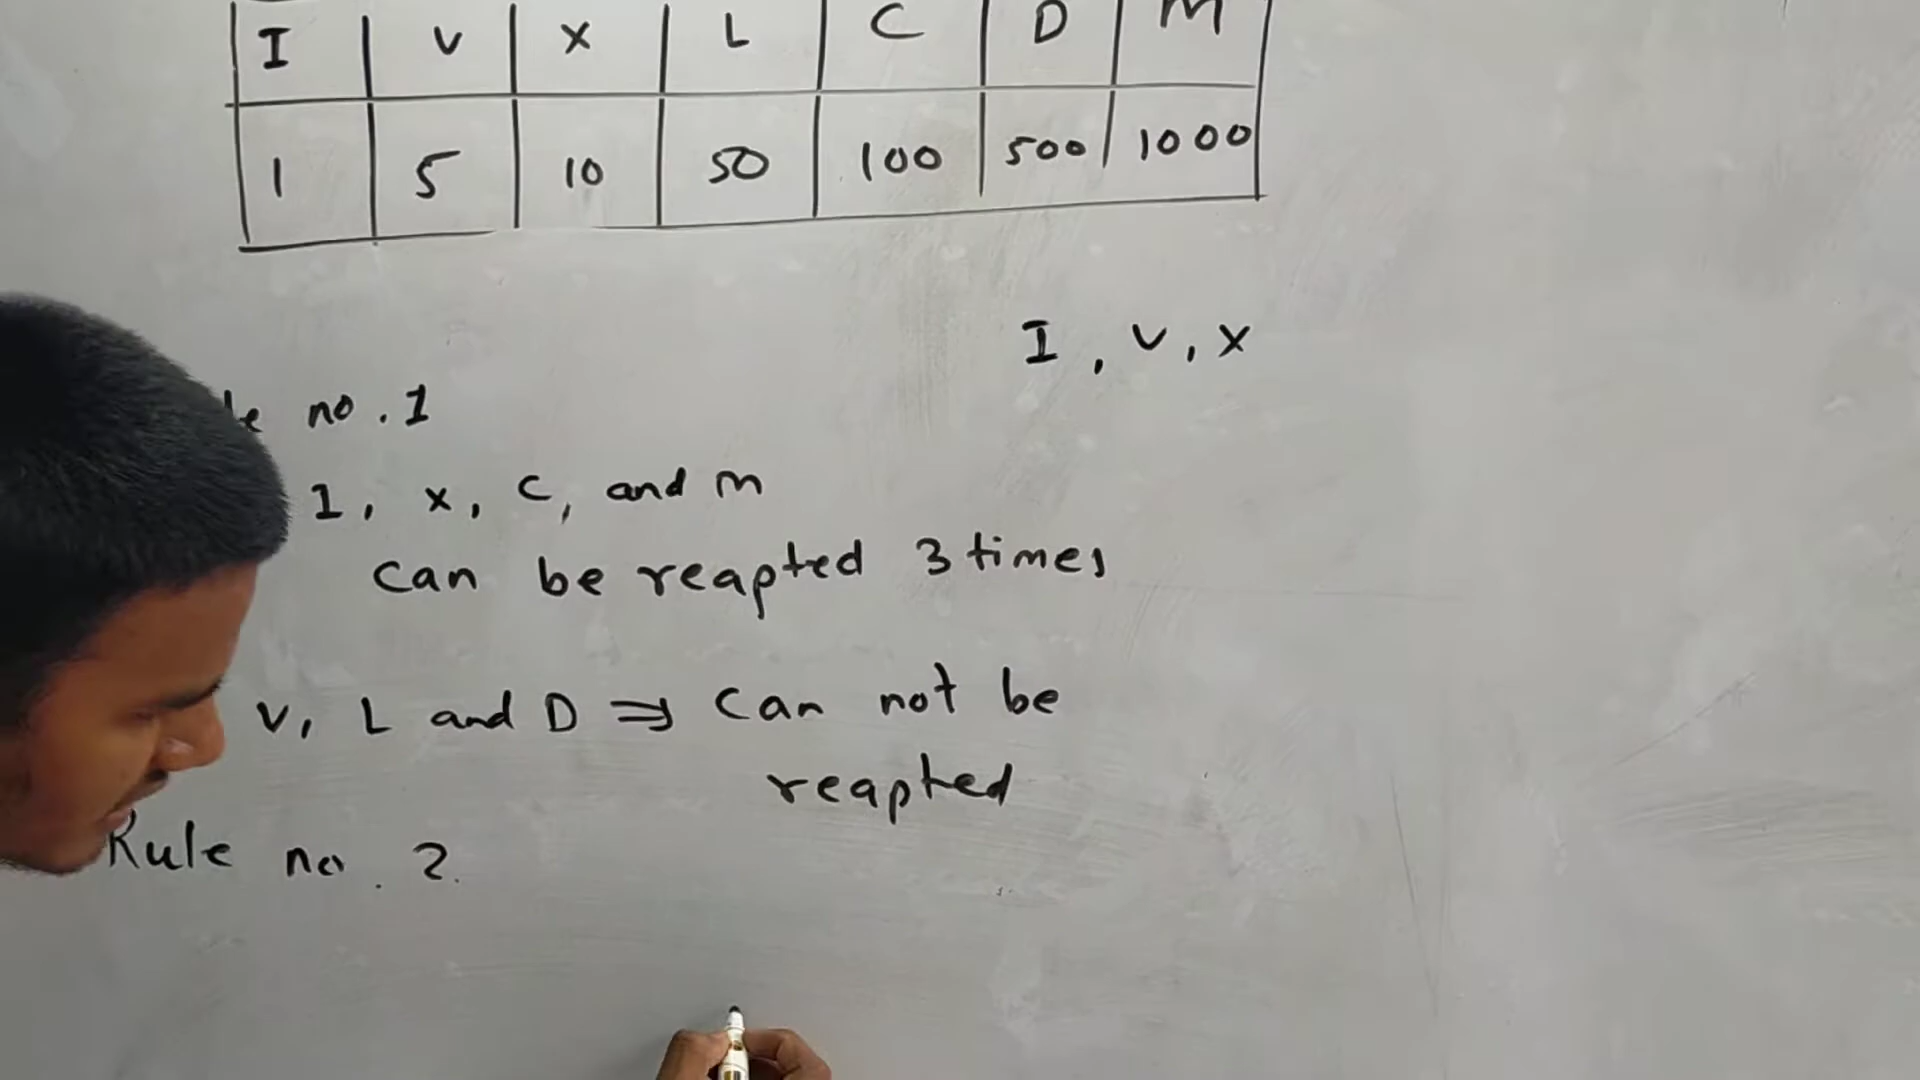 I V X L C D M
1 5 10 50 100 500 1000
I, V, X
no. 1
1, x, c, and m
can be reapted 3 times
V, L and D ⇒ can not be
reapted
Rule no. 2.